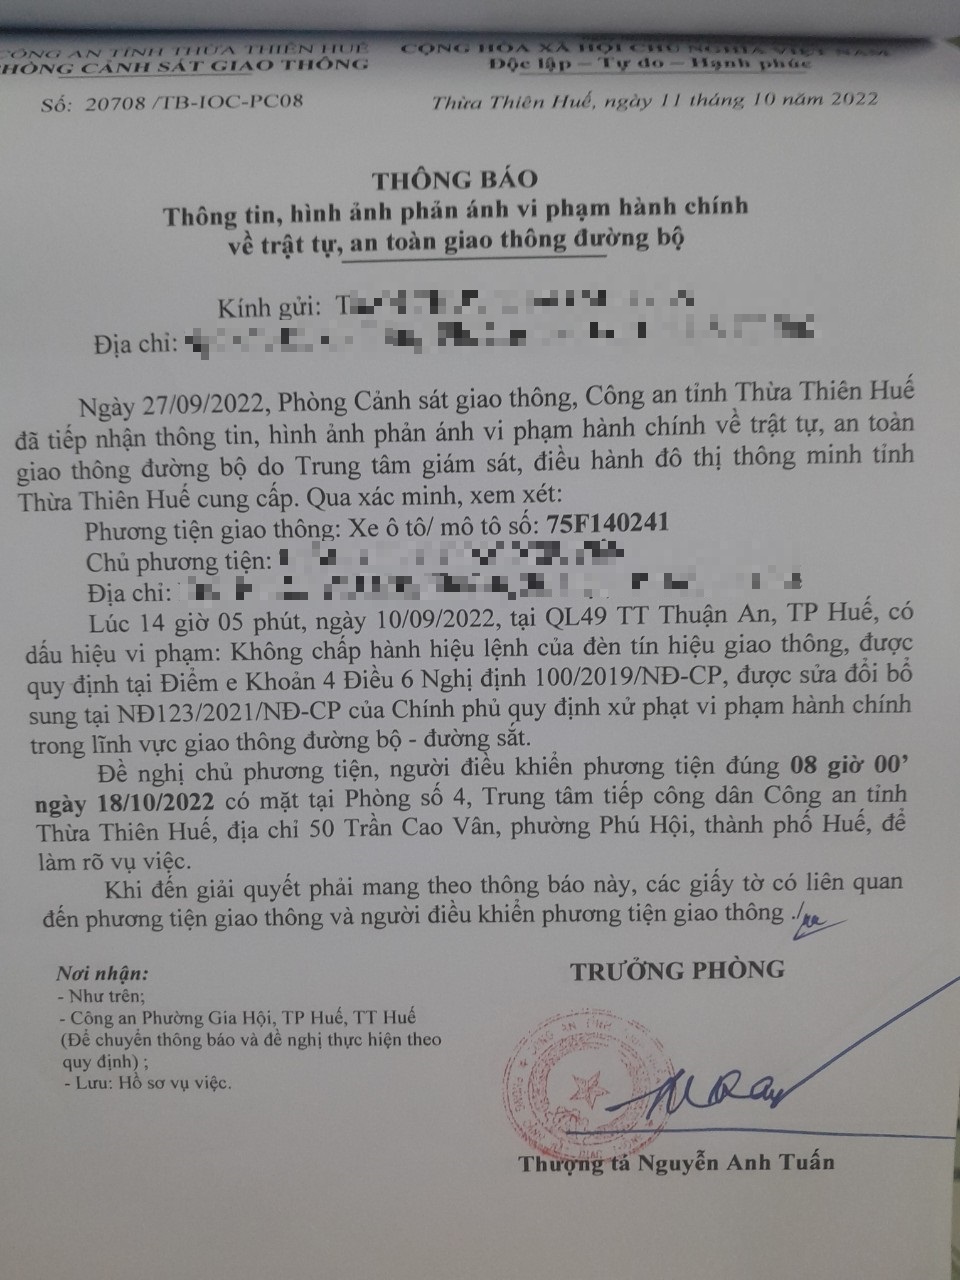 CÔNG AN TỈNH THỪA THIÊN HUẾ
PHÒNG CẢNH SÁT GIAO THÔNG
CỘNG HÒA XÃ HỘI CHỦ NGHĨA VIỆT NAM
Độc lập – Tự do – Hạnh phúc
Số: 20708 /TB-IOC-PC08
Thừa Thiên Huế, ngày 11 tháng 10 năm 2022
THÔNG BÁO
Thông tin, hình ảnh phản ánh vi phạm hành chính
về trật tự, an toàn giao thông đường bộ
Kính gửi: T
Địa chỉ:
Ngày 27/09/2022, Phòng Cảnh sát giao thông, Công an tỉnh Thừa Thiên Huế
đã tiếp nhận thông tin, hình ảnh phản ánh vi phạm hành chính về trật tự, an toàn
giao thông đường bộ do Trung tâm giám sát, điều hành đô thị thông minh tỉnh
Thừa Thiên Huế cung cấp. Qua xác minh, xem xét:
Phương tiện giao thông: Xe ô tô/ mô tô số: 75F140241
Chủ phương tiện:
Địa chỉ:
Lúc 14 giờ 05 phút, ngày 10/09/2022, tại QL49 TT Thuận An, TP Huế, có
dấu hiệu vi phạm: Không chấp hành hiệu lệnh của đèn tín hiệu giao thông, được
quy định tại Điểm e Khoản 4 Điều 6 Nghị định 100/2019/NĐ-CP, được sửa đổi bổ
sung tại NĐ123/2021/NĐ-CP của Chính phủ quy định xử phạt vi phạm hành chính
trong lĩnh vực giao thông đường bộ - đường sắt.
Đề nghị chủ phương tiện, người điều khiển phương tiện đúng 08 giờ 00’
ngày 18/10/2022 có mặt tại Phòng số 4, Trung tâm tiếp công dân Công an tỉnh
Thừa Thiên Huế, địa chỉ 50 Trần Cao Vân, phường Phú Hội, thành phố Huế, để
làm rõ vụ việc.
Khi đến giải quyết phải mang theo thông báo này, các giấy tờ có liên quan
đến phương tiện giao thông và người điều khiển phương tiện giao thông ./
Nơi nhận:
- Như trên;
- Công an Phường Gia Hội, TP Huế, TT Huế
(Để chuyển thông báo và đề nghị thực hiện theo
quy định) ;
- Lưu: Hồ sơ vụ việc.
TRƯỞNG PHÒNG
Thượng tá Nguyễn Anh Tuấn